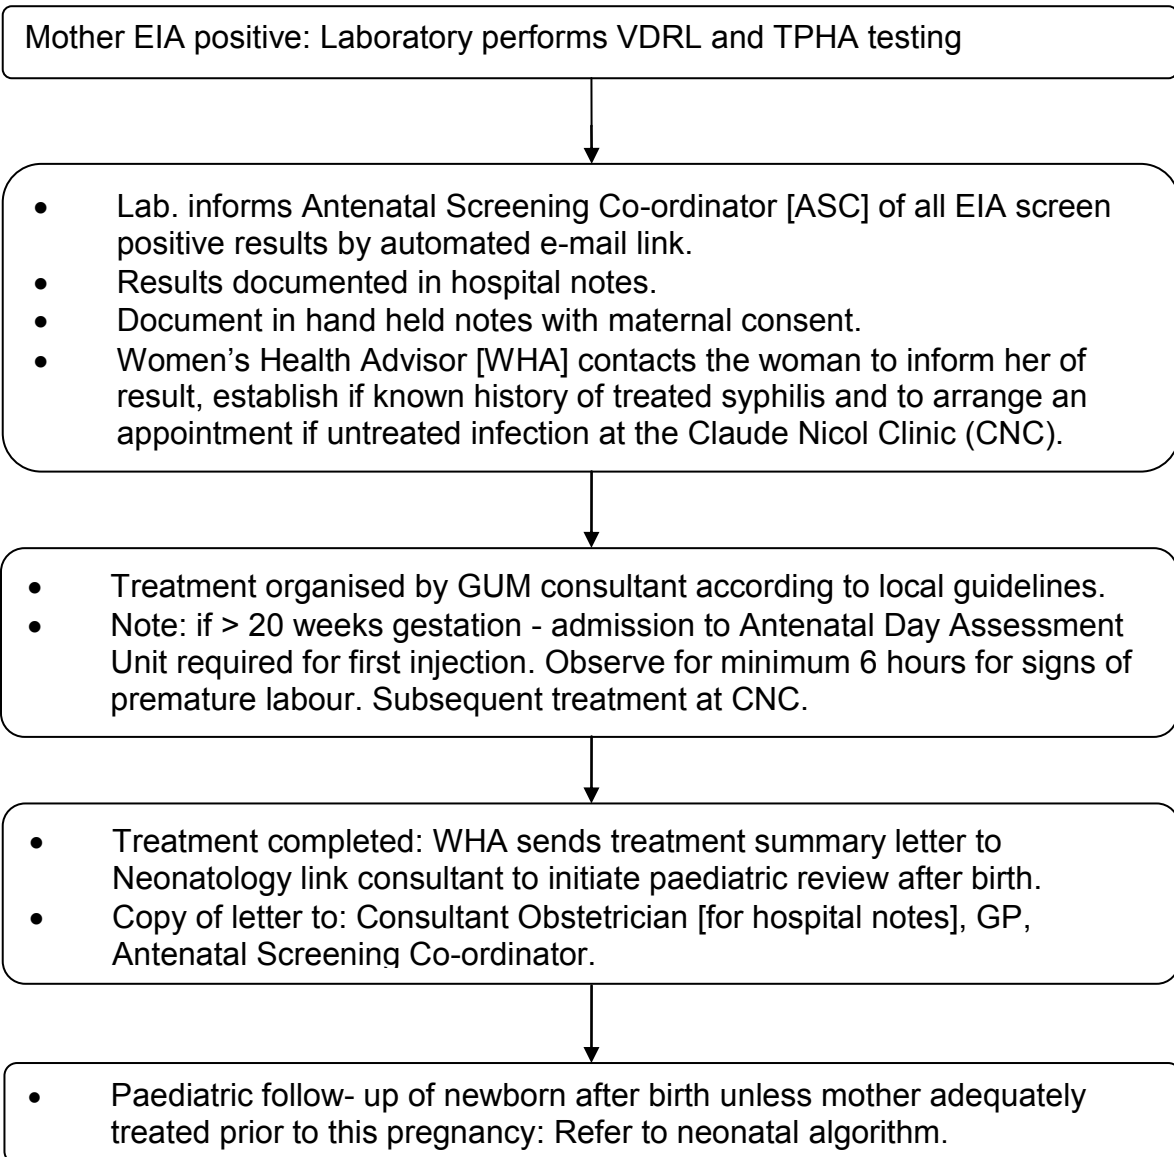 Mother EIA positive: Laboratory performs VDRL and TPHA testing
• Lab. informs Antenatal Screening Co-ordinator [ASC] of all EIA screen
positive results by automated e-mail link.
• Results documented in hospital notes.
• Document in hand held notes with maternal consent.
• Women’s Health Advisor [WHA] contacts the woman to inform her of
result, establish if known history of treated syphilis and to arrange an
appointment if untreated infection at the Claude Nicol Clinic (CNC).
• Treatment organised by GUM consultant according to local guidelines.
• Note: if > 20 weeks gestation - admission to Antenatal Day Assessment
Unit required for first injection. Observe for minimum 6 hours for signs of
premature labour. Subsequent treatment at CNC.
• Treatment completed: WHA sends treatment summary letter to
Neonatology link consultant to initiate paediatric review after birth.
• Copy of letter to: Consultant Obstetrician [for hospital notes], GP,
Antenatal Screening Co-ordinator.
• Paediatric follow- up of newborn after birth unless mother adequately
treated prior to this pregnancy: Refer to neonatal algorithm.